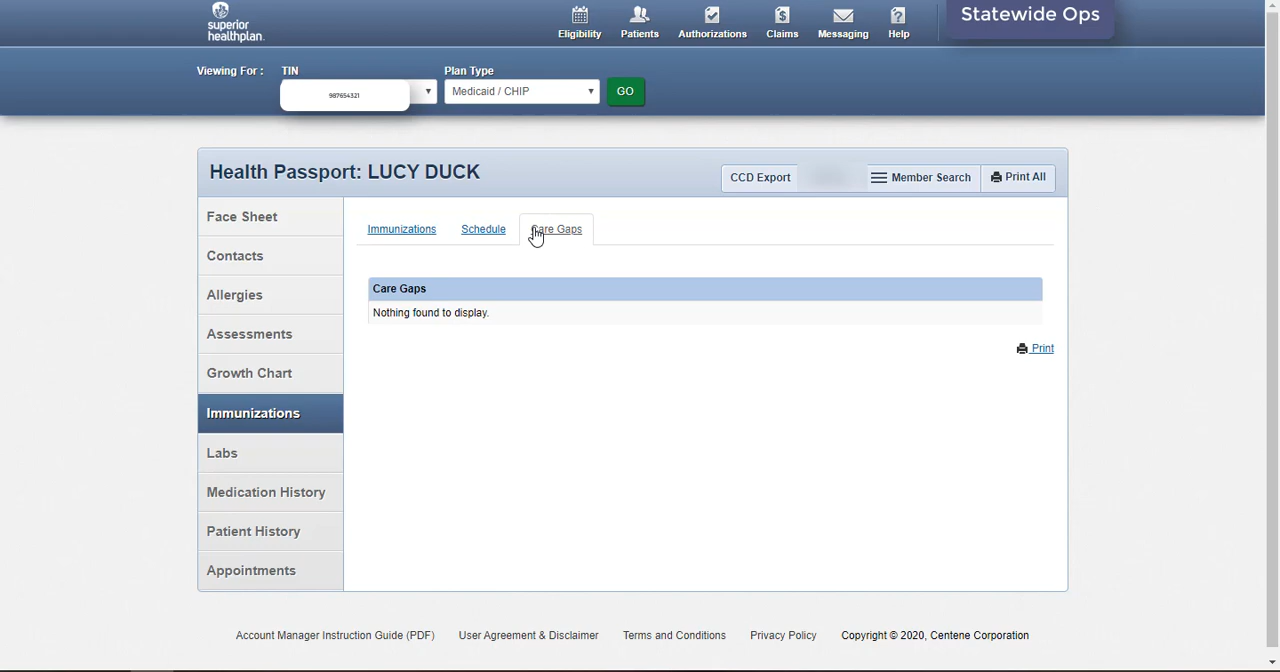 superior
healthplan.
Eligibility
Patients
Authorizations
Claims
Messaging
Help
Statewide Ops
Viewing For :
TIN
Plan Type
987654321
Medicaid / CHIP
GO
Health Passport: LUCY DUCK
CCD Export
Member Search
Print All
Face Sheet
Contacts
Allergies
Assessments
Growth Chart
Immunizations
Labs
Medication History
Patient History
Appointments
Immunizations
Schedule
Care Gaps
Care Gaps
Nothing found to display.
Print
Account Manager Instruction Guide (PDF)
User Agreement & Disclaimer
Terms and Conditions
Privacy Policy
Copyright © 2020, Centene Corporation